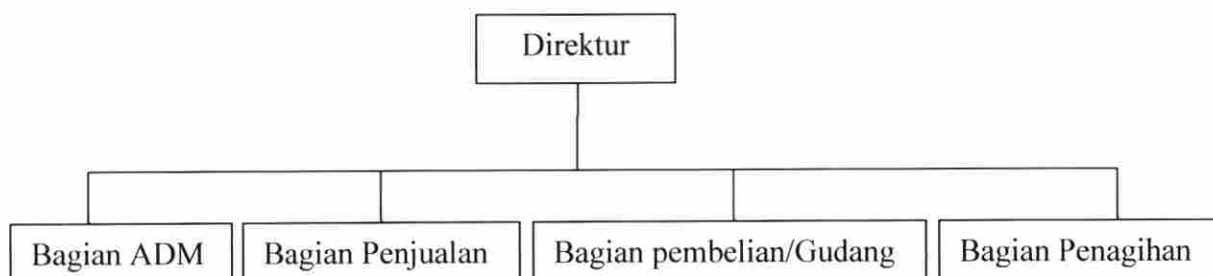 Direktur
Bagian ADM
Bagian Penjualan
Bagian pembelian/Gudang
Bagian Penagihan